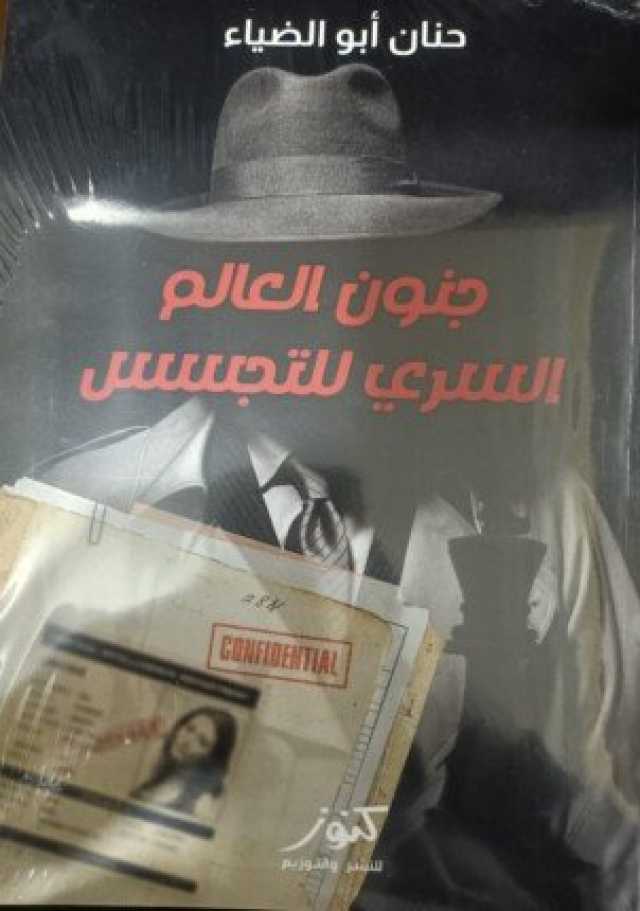 حنان أبو الضياء
جنون العالم
السري للتجسس
CONFIDENTIAL
كنوز
للنشر والتوزيع